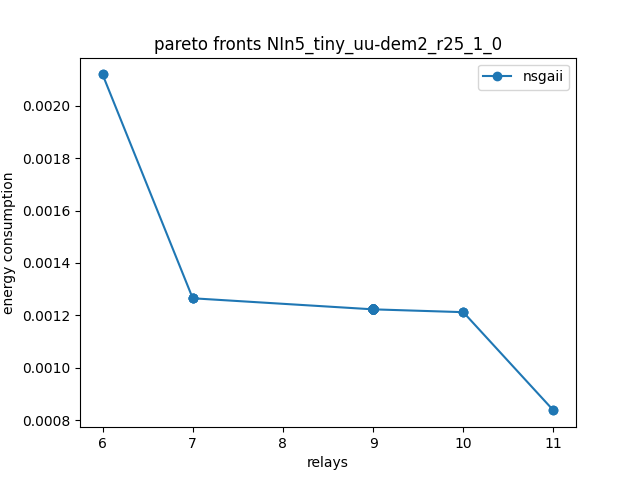 pareto fronts NIn5_tiny_uu-dem2_r25_1_0
nsgaii
energy consumption
0.0020
0.0018
0.0016
0.0014
0.0012
0.0010
0.0008
6 7 8 9 10 11
relays